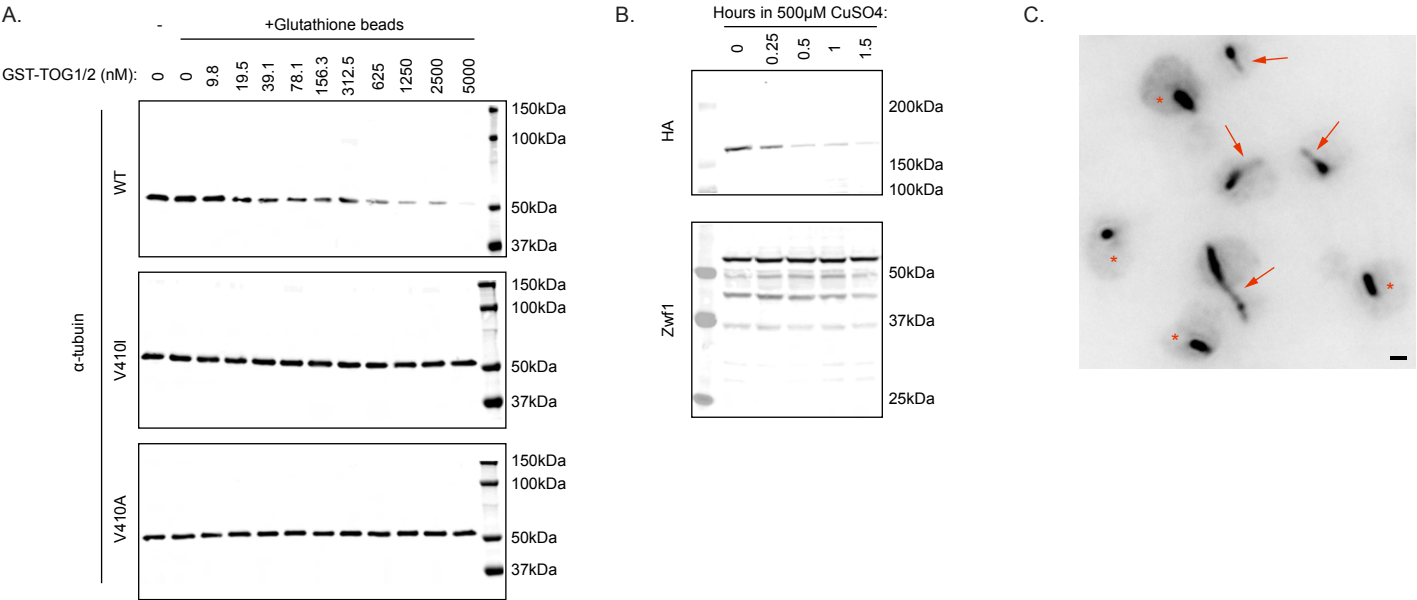 A.
- +Glutathione beads
GST-TOG1/2 (nM): 0 0 9.8 19.5 39.1 78.1 156.3 312.5 625 1250 2500 5000
α-tubuin
WT
150kDa
100kDa
50kDa
37kDa
V410I
150kDa
100kDa
50kDa
37kDa
V410A
150kDa
100kDa
50kDa
37kDa
B.
Hours in 500µM CuSO4:
0 0.25 0.5 1 1.5
HA
200kDa
150kDa
100kDa
Zwf1
50kDa
37kDa
25kDa
C.
*
*
*
*